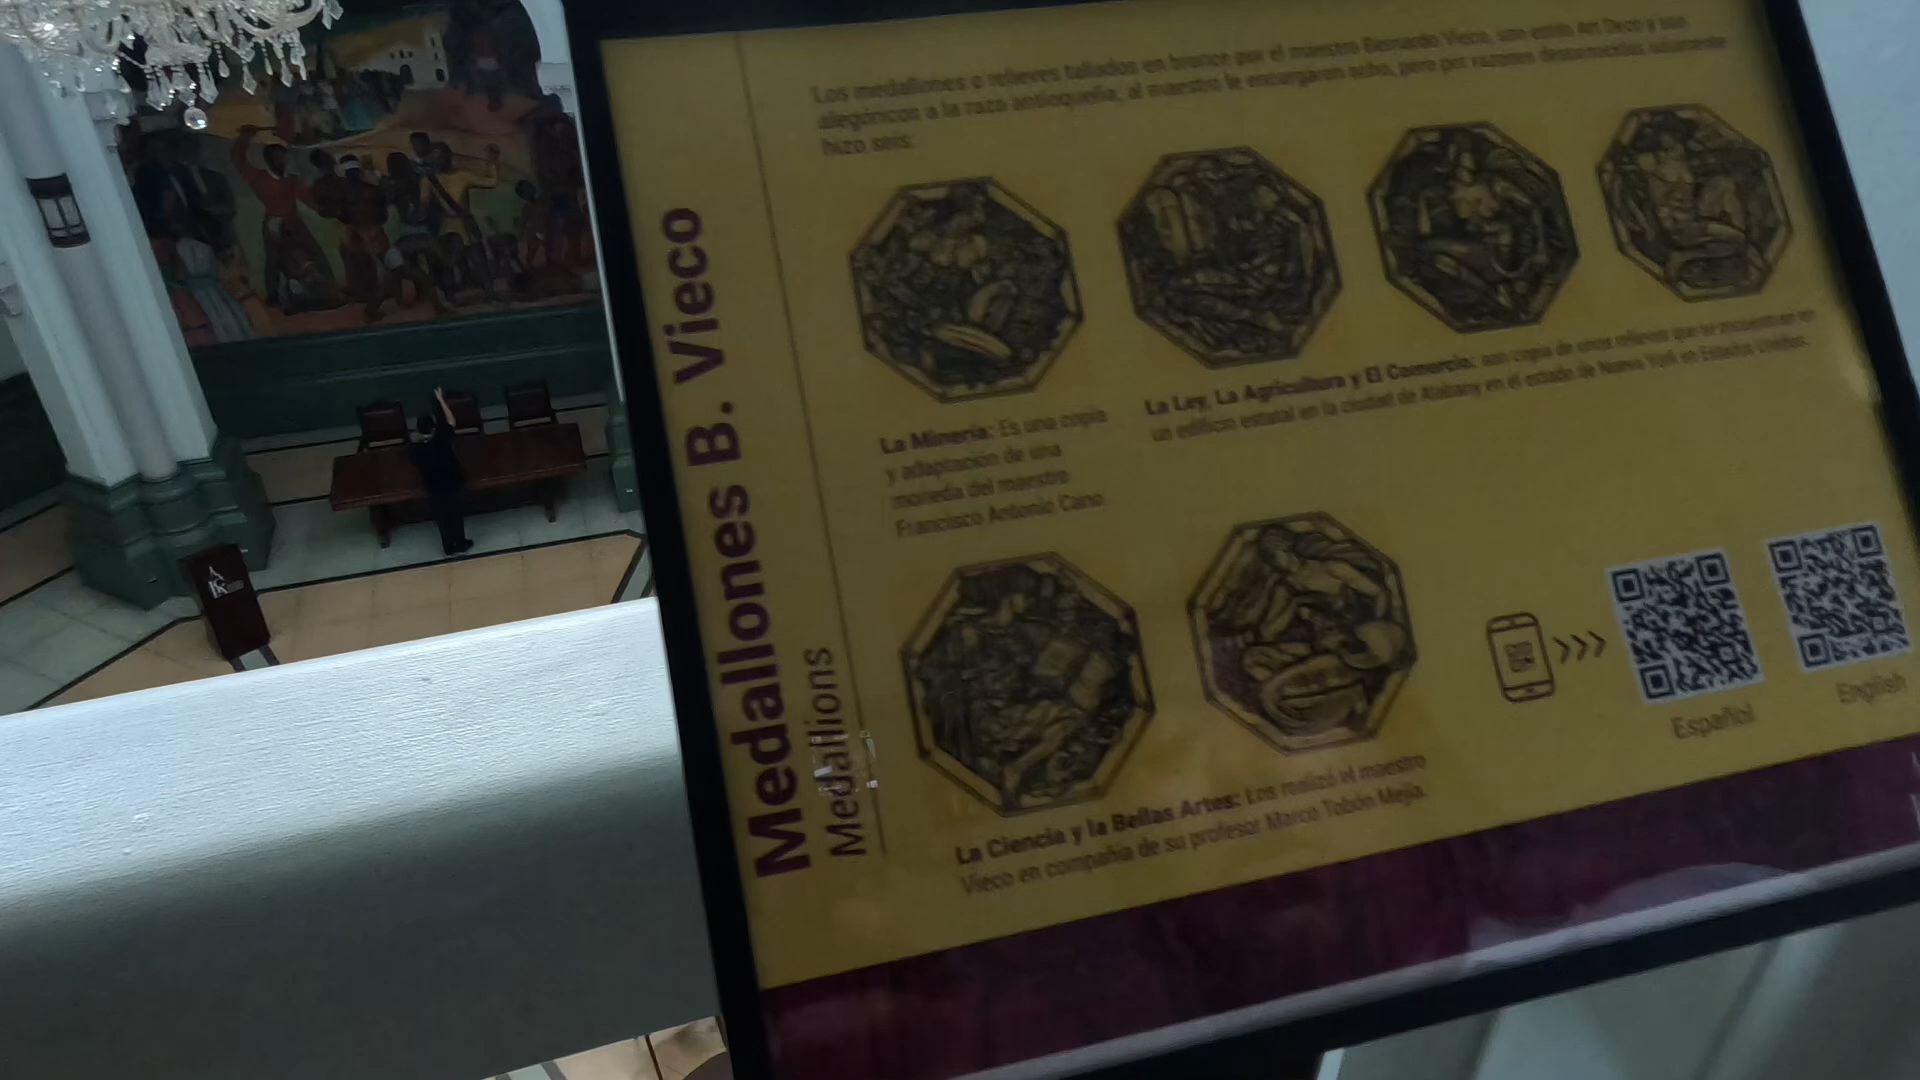 Medallones B. Vieco
Medallions
Los medallones o relieves tallados en bronce por el maestro Bernardo Vieco, son estilo Art Deco y son
alegóricos a la raza antioqueña, al maestro le encargaron ocho, pero por razones desconocidas solamente
hizo seis.
La Minería: Es una copia
y adaptación de una
moneda del maestro
Francisco Antonio Cano.
La Ley, La Agricultura y El Comercio: son copia de unos relieves que se encuentran en
un edificio estatal en la ciudad de Atabany en el estado de Nueva York en Estados Unidos.
La Ciencia y la Bellas Artes: Los realizó el maestro
Vieco en compañía de su profesor Marco Tobón Mejía.
Español
English